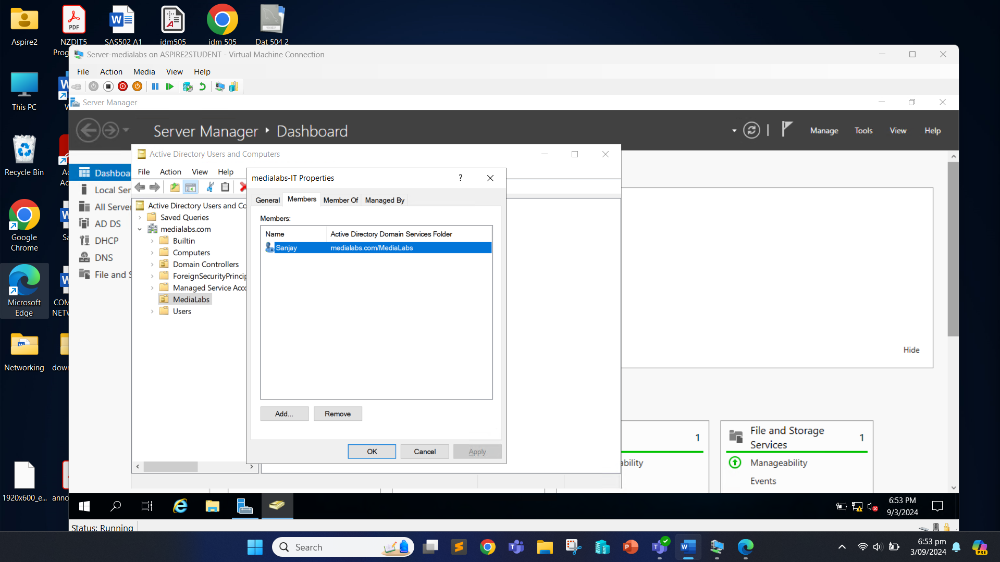 Aspire2
NZDIT5
Prog
SAS502 A1
idm505
idm 505
Dat 504 2
Server-medialabs on ASPIRE2STUDENT - Virtual Machine Connection
File Action Media View Help
This PC
Server Manager
Server Manager Dashboard
Manage Tools View Help
Recycle Bin
Active Directory Users and Computers
File Action View Help
medialabs-IT Properties
?
General Members Member Of Managed By
Members:
Name Active Directory Domain Services Folder
Sanjay medialabs.com/MediaLabs
Add... Remove
OK Cancel Apply
Dashboa
Local Ser
All Server
AD DS
DHCP
DNS
File and S
Active Directory Users and Co
Saved Queries
medialabs.com
Builtin
Computers
Domain Controllers
ForeignSecurityPrincip
Managed Service Acco
MediaLabs
Users
Google
Chrome
Microsoft
Edge
COM
NETW
Networking
down
1920x600_e...
anno
Hide
1
ability
File and Storage
Services
1
Manageability
Events
6:53 PM
9/3/2024
Status: Running
Search
6:53 pm
3/09/2024